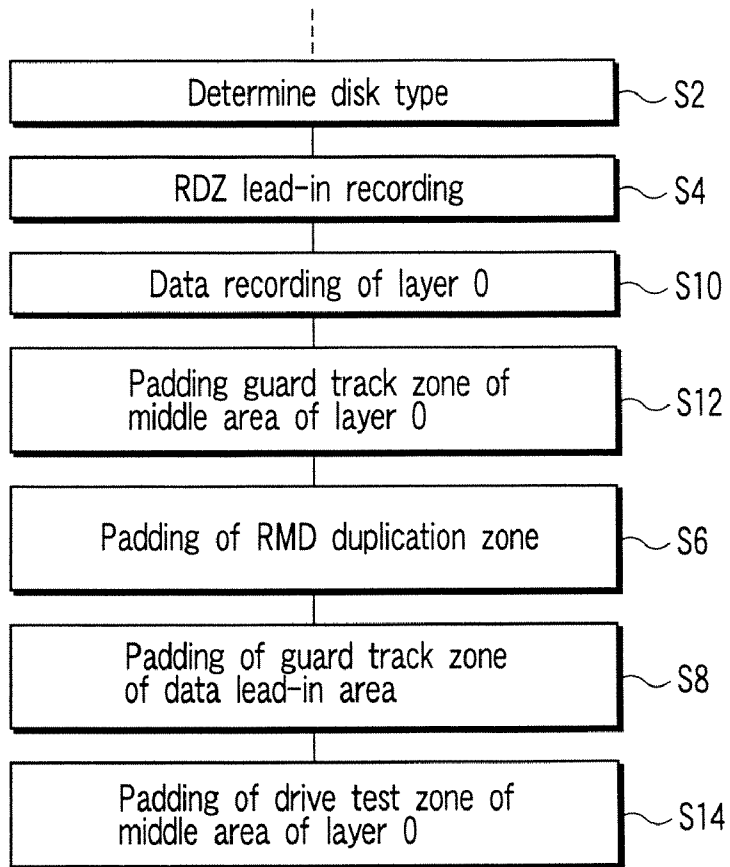 Determine disk type
S2
RDZ lead-in recording
S4
Data recording of layer 0
S10
Padding guard track zone of
middle area of layer 0
S12
Padding of RMD duplication zone
S6
Padding of guard track zone
of data lead-in area
S8
Padding of drive test zone of
middle area of layer 0
S14